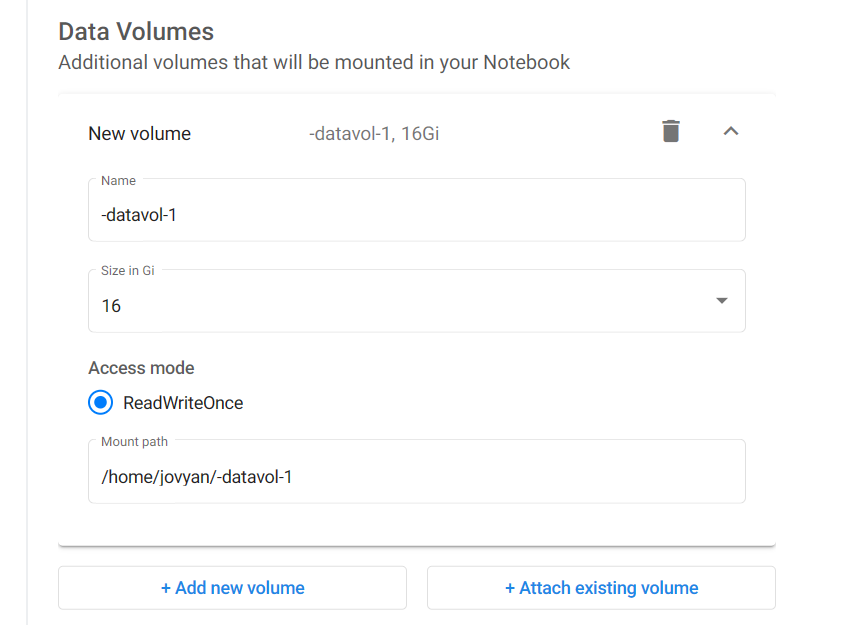 Data Volumes
Additional volumes that will be mounted in your Notebook
New volume -datavol-1, 16Gi
Name
-datavol-1
Size in Gi
16
Access mode
ReadWriteOnce
Mount path
/home/jovyan/-datavol-1
+ Add new volume + Attach existing volume